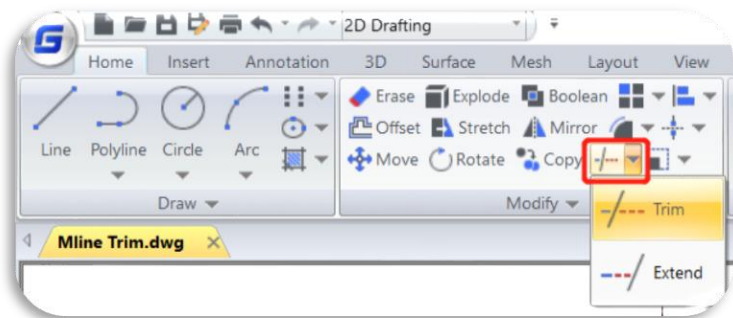 G
2D Drafting
Home Insert Annotation 3D Surface Mesh Layout View
Erase Explode Boolean
Offset Stretch Mirror
Line Polyline Circle Arc
Move Rotate Copy
Trim
Draw
Modify
Mline Trim.dwg
Extend